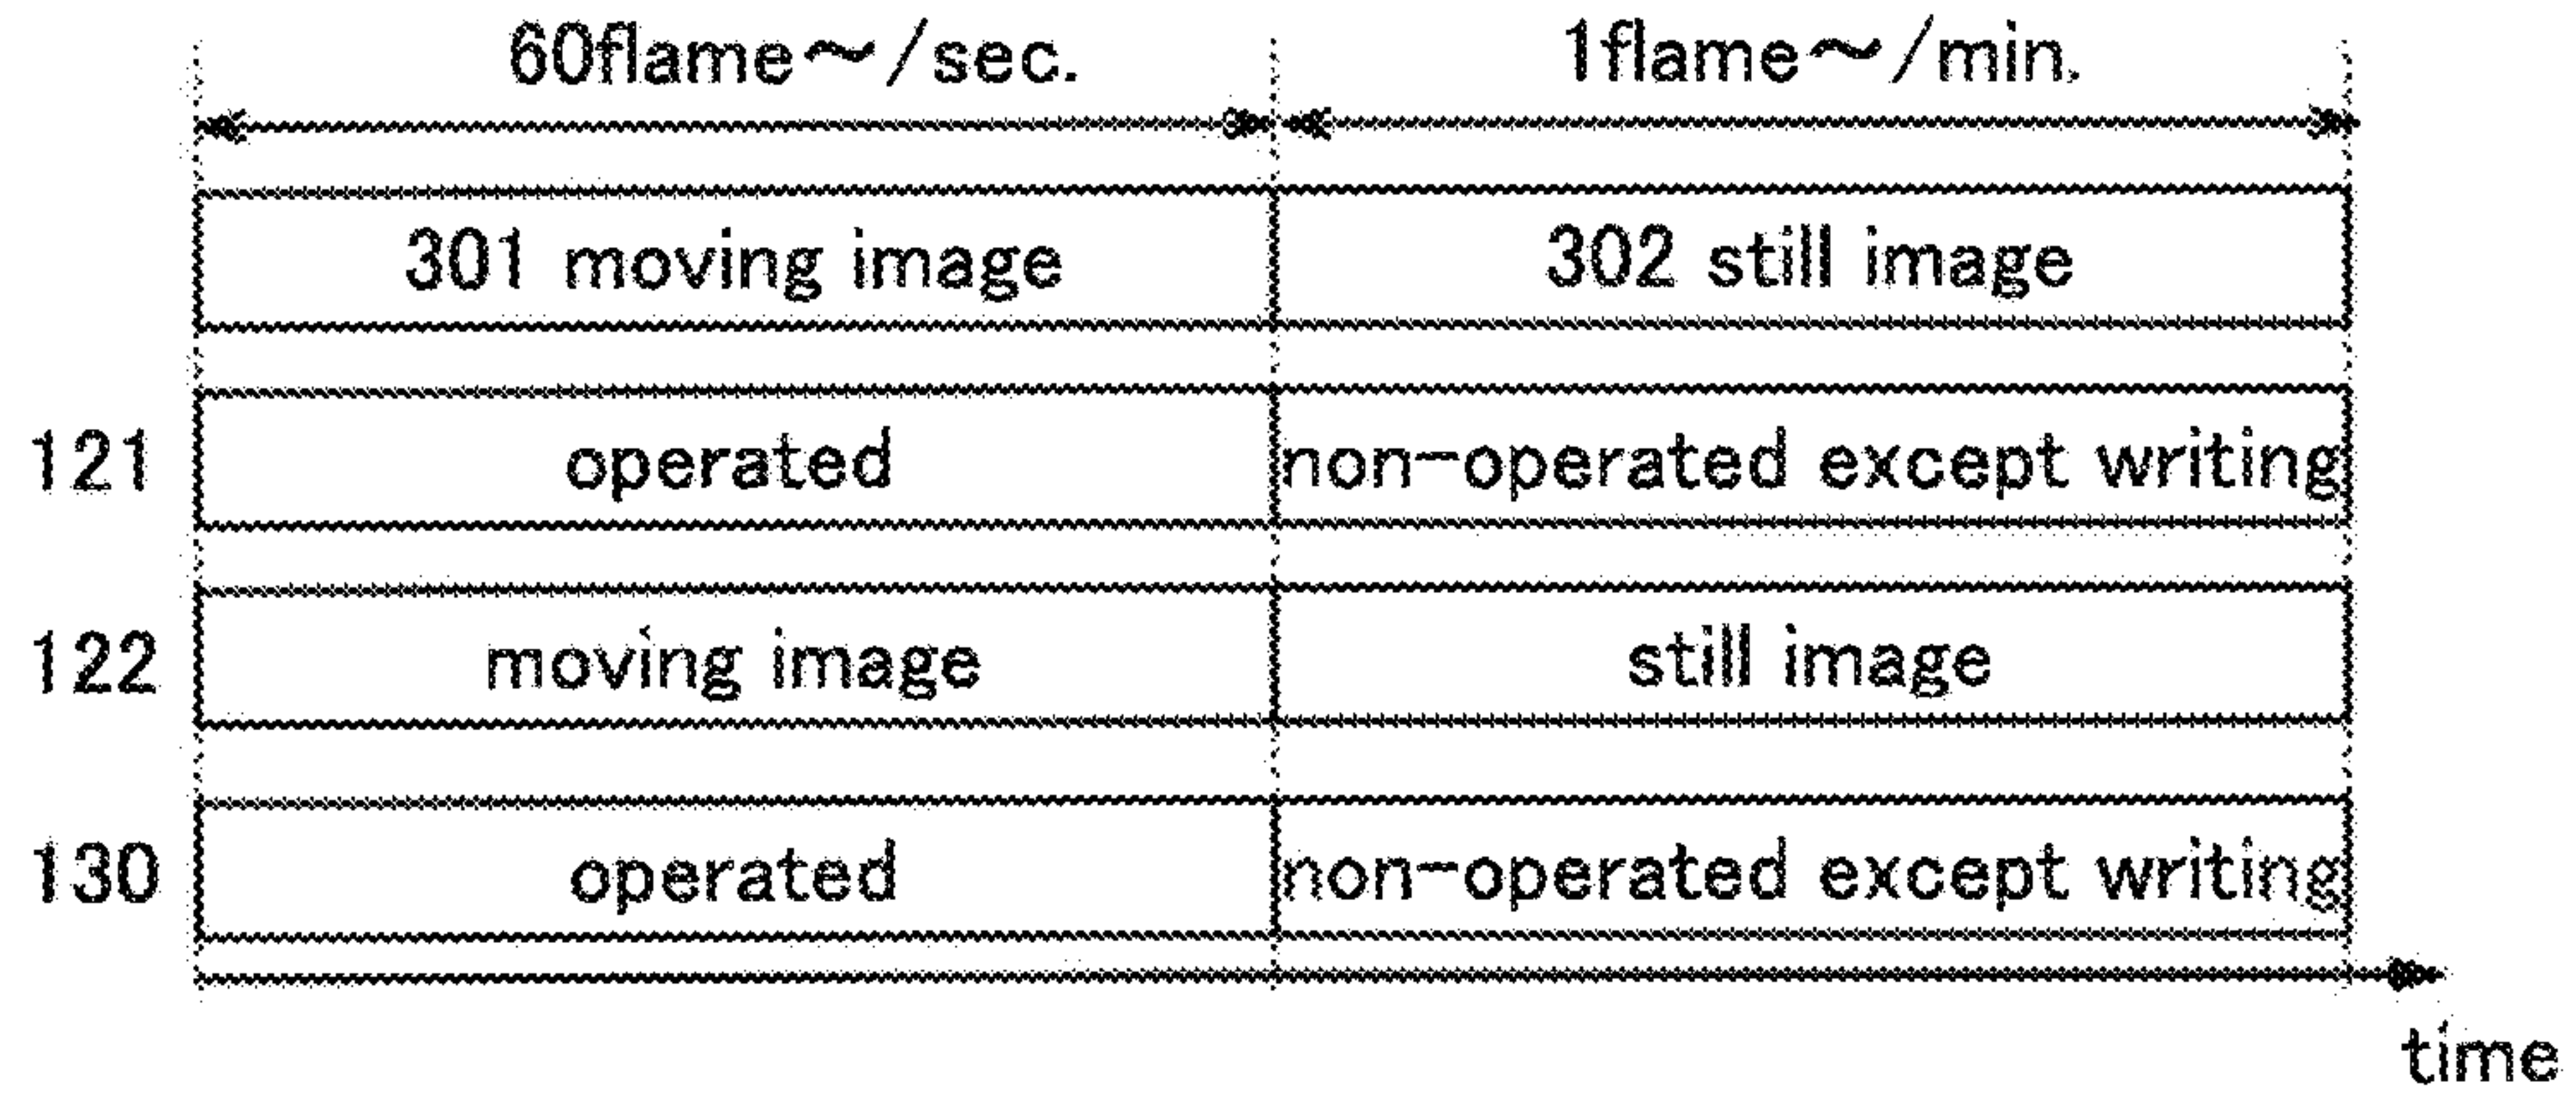 60flame～/sec. 1flame～/min.
301 moving image 302 still image
121 operated non-operated except writing
122 moving image still image
130 operated non-operated except writing
time